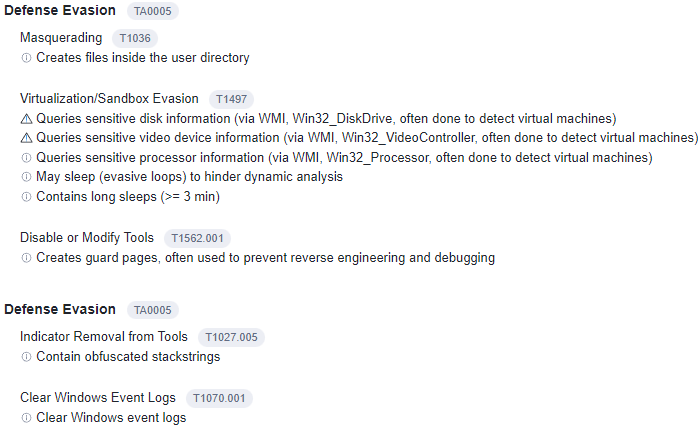 Defense Evasion TA0005
Masquerading T1036
Creates files inside the user directory
Virtualization/Sandbox Evasion T1497
Queries sensitive disk information (via WMI, Win32_DiskDrive, often done to detect virtual machines)
Queries sensitive video device information (via WMI, Win32_VideoController, often done to detect virtual machines)
Queries sensitive processor information (via WMI, Win32_Processor, often done to detect virtual machines)
May sleep (evasive loops) to hinder dynamic analysis
Contains long sleeps (>= 3 min)
Disable or Modify Tools T1562.001
Creates guard pages, often used to prevent reverse engineering and debugging
Defense Evasion TA0005
Indicator Removal from Tools T1027.005
Contain obfuscated stackstrings
Clear Windows Event Logs T1070.001
Clear Windows event logs